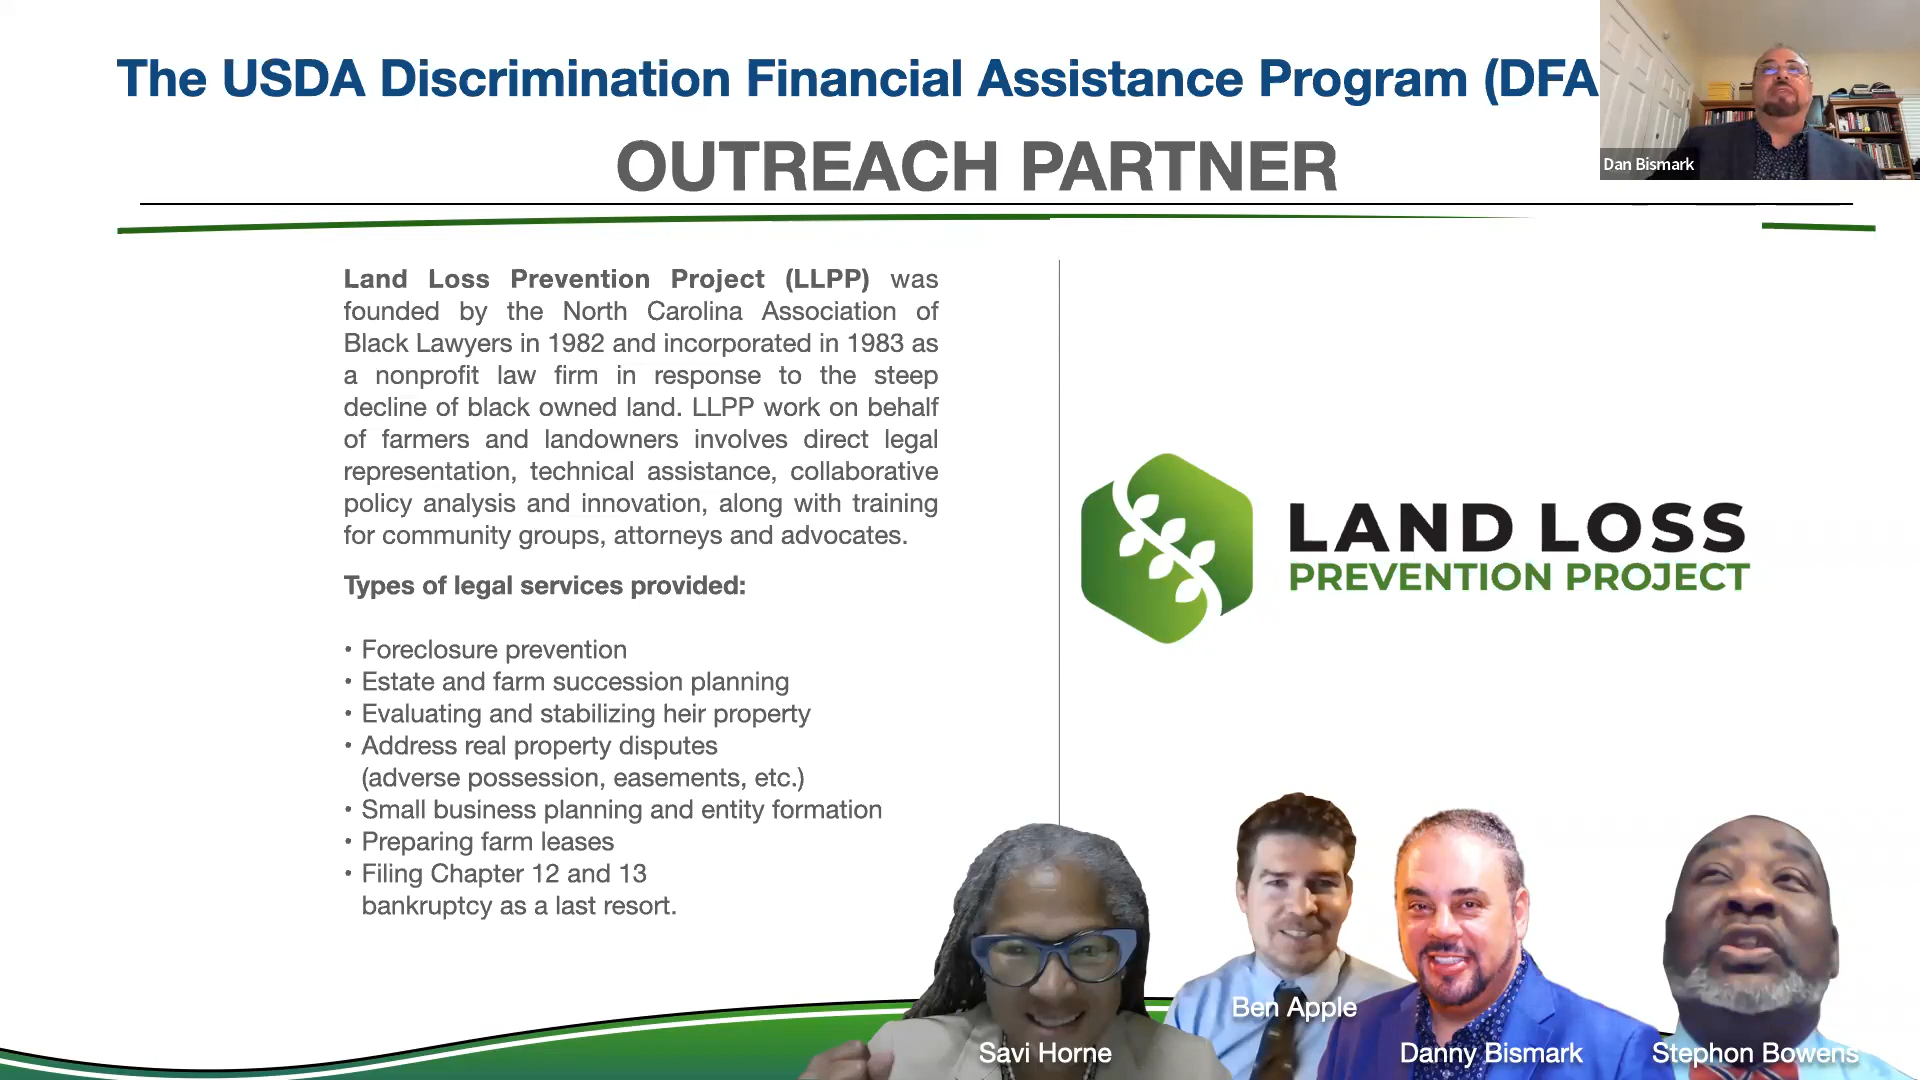 The USDA Discrimination Financial Assistance Program (DFA
OUTREACH PARTNER
Dan Bismark
Land Loss Prevention Project (LLPP) was
founded by the North Carolina Association of
Black Lawyers in 1982 and incorporated in 1983 as
a nonprofit law firm in response to the steep
decline of black owned land. LLPP work on behalf
of farmers and landowners involves direct legal
representation, technical assistance, collaborative
policy analysis and innovation, along with training
for community groups, attorneys and advocates.
Types of legal services provided:
• Foreclosure prevention
• Estate and farm succession planning
• Evaluating and stabilizing heir property
• Address real property disputes
(adverse possession, easements, etc.)
• Small business planning and entity formation
• Preparing farm leases
• Filing Chapter 12 and 13
bankruptcy as a last resort.
LAND LOSS
PREVENTION PROJECT
Savi Horne
Ben Apple
Danny Bismark
Stephon Bowens